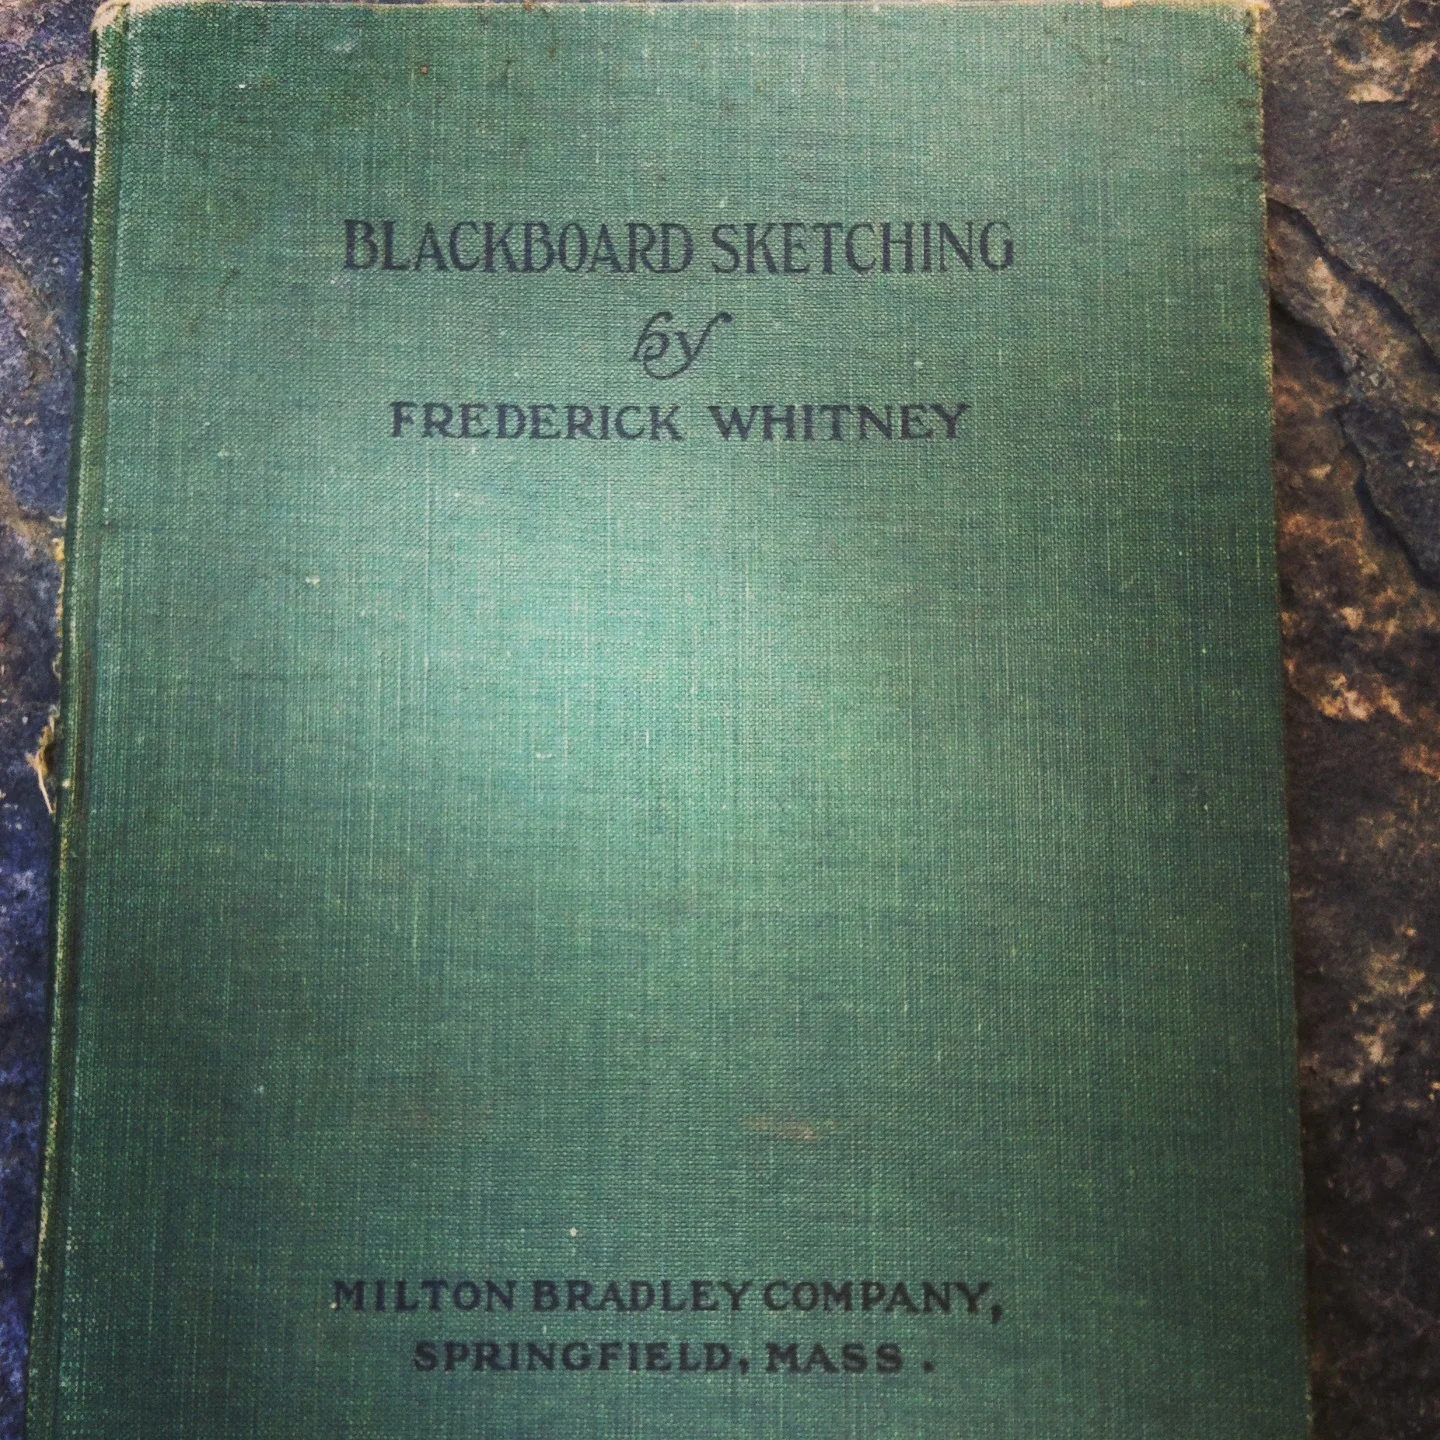 BLACKBOARD SKETCHING
by
FREDERICK WHITNEY
MILTON BRADLEY COMPANY,
SPRINGFIELD, MASS.